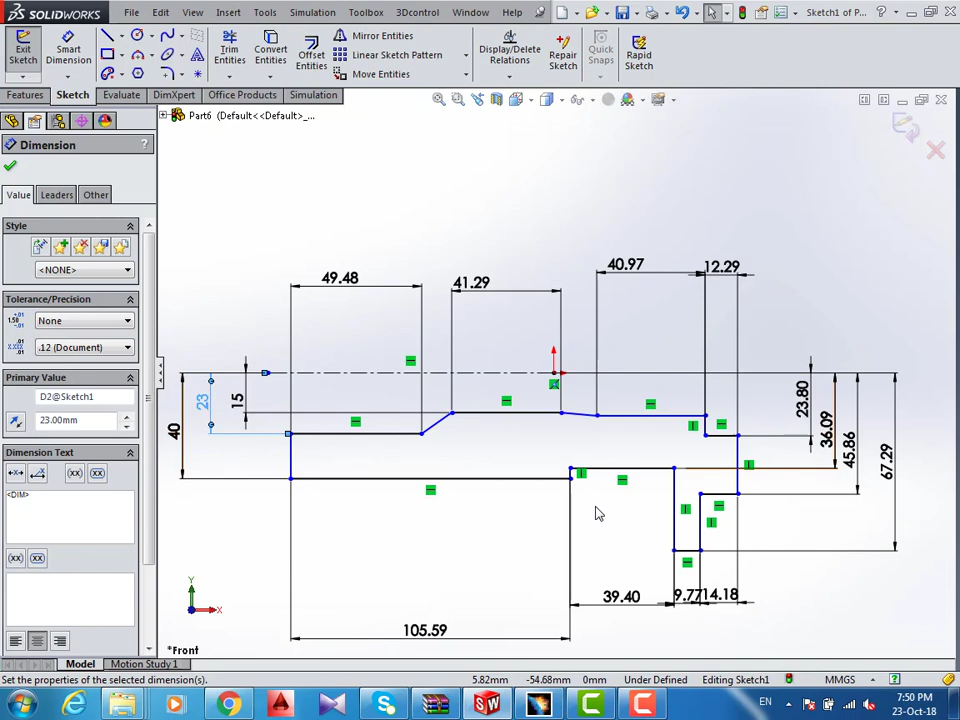 SOLIDWORKS
File Edit View Insert Tools Simulation Toolbox 3Dcontrol Window Help
Sketch1 of P...
Exit Sketch
Smart Dimension
Trim Entities
Convert Entities
Offset Entities
Mirror Entities
Linear Sketch Pattern
Move Entities
Display/Delete Relations
Repair Sketch
Quick Snaps
Rapid Sketch
Features Sketch Evaluate DimXpert Office Products Simulation
Part6 (Default<<Default>_...
Dimension
?
Value Leaders Other
Style
<NONE>
Tolerance/Precision
None
.12 (Document)
Primary Value
D2@Sketch1
23.00mm
Dimension Text
<DIM>
49.48
41.29
40.97
12.29
23
15
40
23.80
36.09
45.86
67.29
39.40
9.77
14.18
105.59
Y
X
*Front
Model Motion Study 1
Set the properties of the selected dimension(s).
5.82mm -54.68mm 0mm Under Defined Editing Sketch1 MMGS
EN
7:50 PM
23-Oct-18